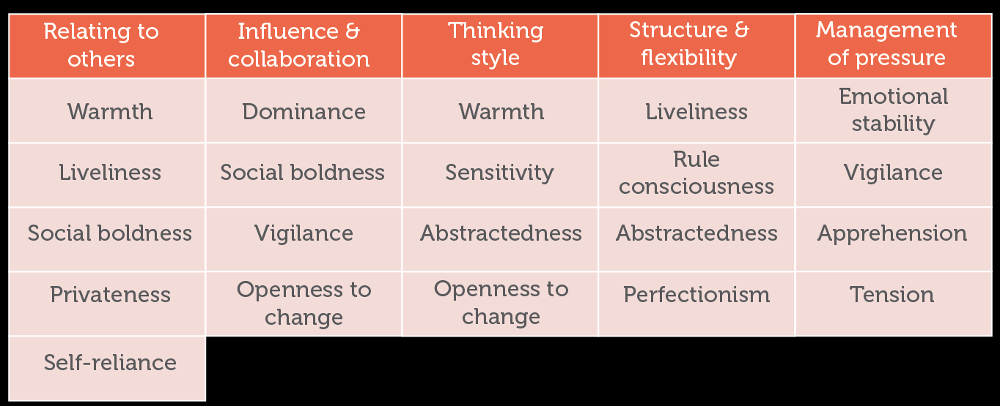 Relating to
others
Influence &
collaboration
Thinking
style
Structure &
flexibility
Management
of pressure
Warmth
Dominance
Warmth
Liveliness
Emotional
stability
Liveliness
Social boldness
Sensitivity
Rule
consciousness
Vigilance
Social boldness
Vigilance
Abstractedness
Abstractedness
Apprehension
Privateness
Openness to
change
Openness to
change
Perfectionism
Tension
Self-reliance